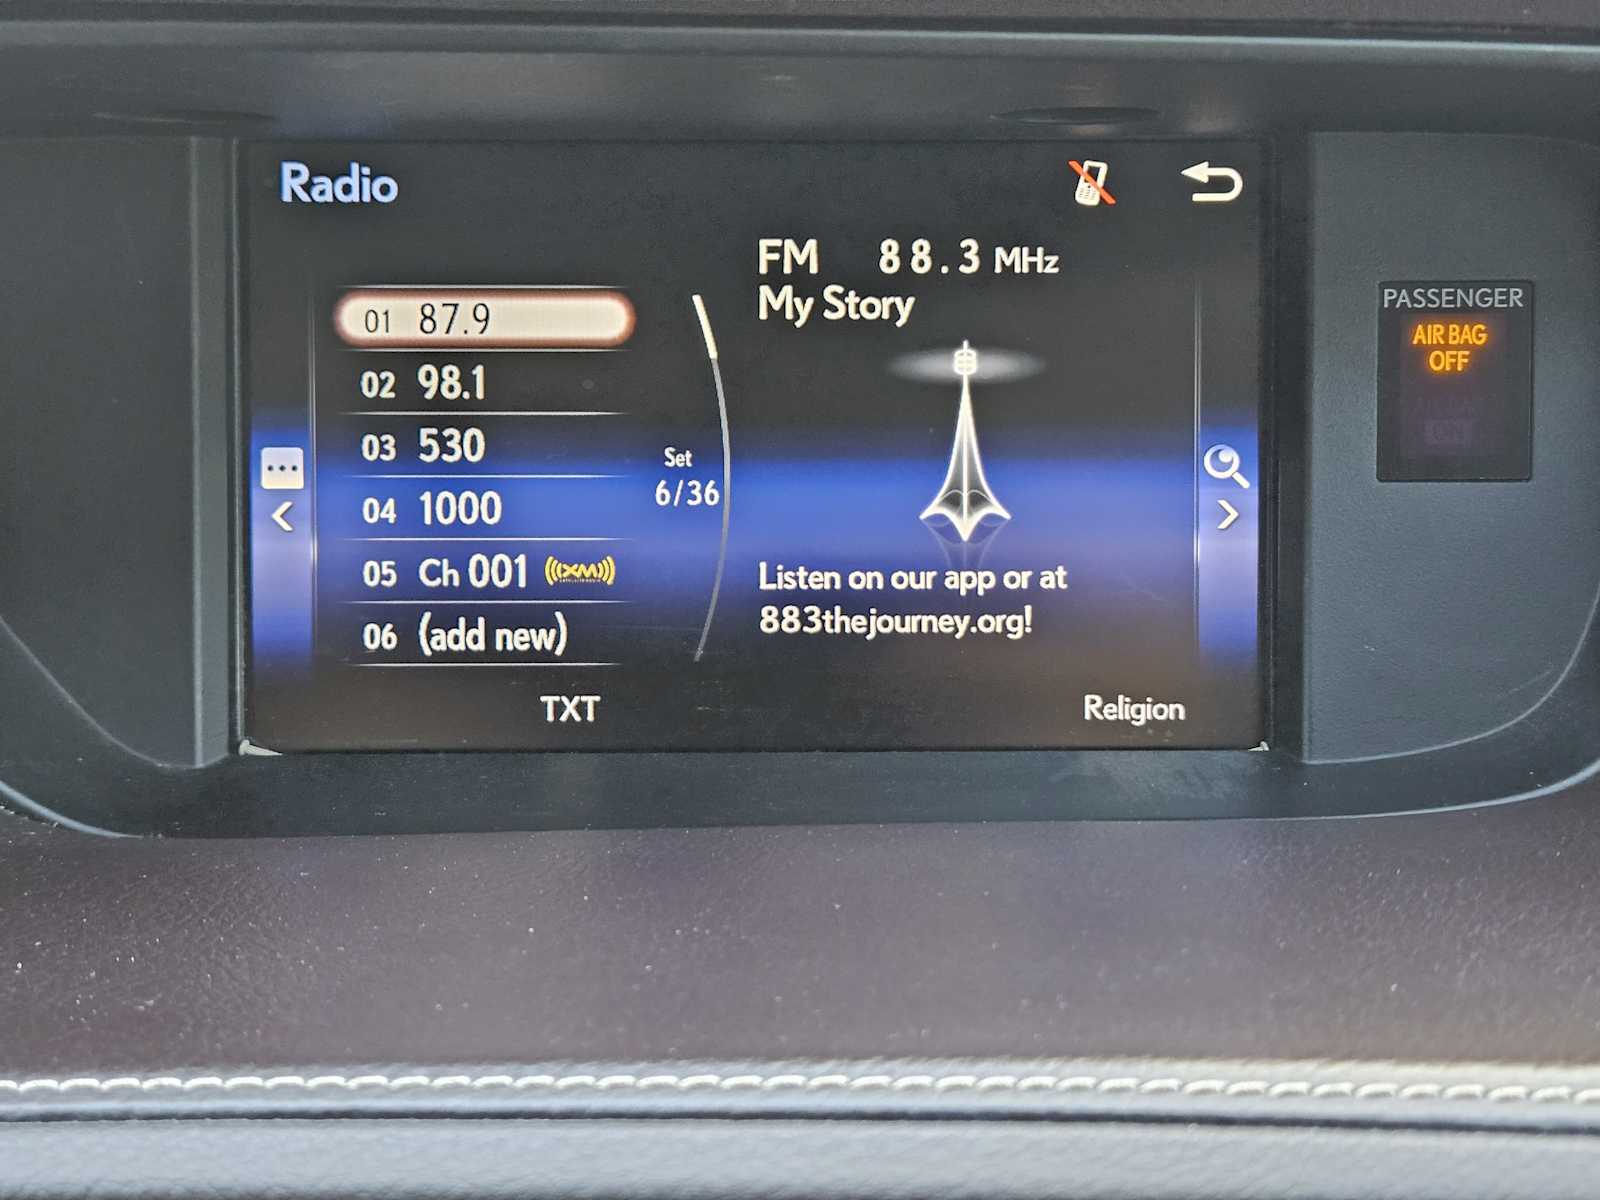 Radio
FM 88.3 MHz
My Story
01 87.9
02 98.1
03 530
04 1000
05 Ch 001 XM
06 (add new)
Set
6/36
Listen on our app or at
883thejourney.org!
TXT
Religion
PASSENGER
AIR BAG
OFF